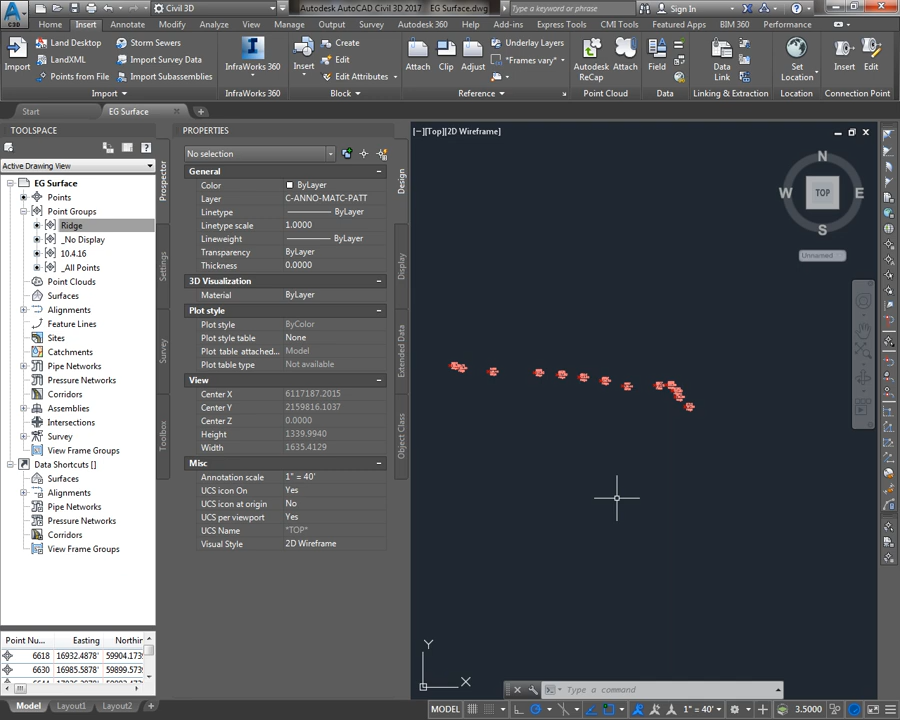 Civil 3D
Autodesk AutoCAD Civil 3D 2017 EG Surface.dwg
Type a keyword or phrase
Sign In
C3D
Home Insert Annotate Modify Analyze View Manage Output Survey Autodesk 360 Help Add-ins Express Tools CMI Tools Featured Apps BIM 360 Performance
Import
Land Desktop
LandXML
Points from File
Storm Sewers
Import Survey Data
Import Subassemblies
InfraWorks 360
Insert
Create
Edit
Edit Attributes
Attach
Clip
Adjust
Underlay Layers
*Frames vary*
Autodesk ReCap
Attach
Field
Data Link
Set Location
Insert
Edit
Import
InfraWorks 360
Block
Reference
Point Cloud
Data
Linking & Extraction
Location
Connection Point
Start
EG Surface
TOOLSPACE
Active Drawing View
EG Surface
Points
Point Groups
Ridge
_No Display
10.4.16
_All Points
Point Clouds
Surfaces
Alignments
Feature Lines
Sites
Catchments
Pipe Networks
Pressure Networks
Corridors
Assemblies
Intersections
Survey
View Frame Groups
Data Shortcuts []
Surfaces
Alignments
Pipe Networks
Pressure Networks
Corridors
View Frame Groups
Prospector
Settings
Survey
Toolbox
Point Nu... Easting Northir
6618 16932.4878' 59904.173
6630 16985.5878' 59899.573
PROPERTIES
No selection
General
Color ByLayer
Layer C-ANNO-MATC-PATT
Linetype ByLayer
Linetype scale 1.0000
Lineweight ByLayer
Transparency ByLayer
Thickness 0.0000
3D Visualization
Material ByLayer
Plot style
Plot style ByColor
Plot style table None
Plot table attached... Model
Plot table type Not available
View
Center X 6117187.2015
Center Y 2159816.1037
Center Z 0.0000
Height 1339.9940
Width 1635.4129
Misc
Annotation scale 1" = 40'
UCS icon On Yes
UCS icon at origin No
UCS per viewport Yes
UCS Name *TOP*
Visual Style 2D Wireframe
Design
Display
Extended Data
Object Class
[−][Top][2D Wireframe]
N
W TOP E
S
Unnamed
Y
X
Type a command
Model Layout1 Layout2 +
MODEL
1" = 40'
3.5000